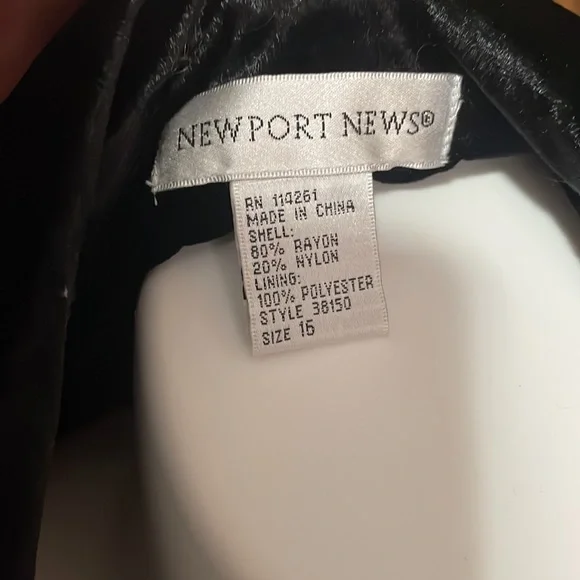 NEWPORT NEWS®
RN 114261
MADE IN CHINA
SHELL:
80% RAYON
20% NYLON
LINING:
100% POLYESTER
STYLE 38150
SIZE 16